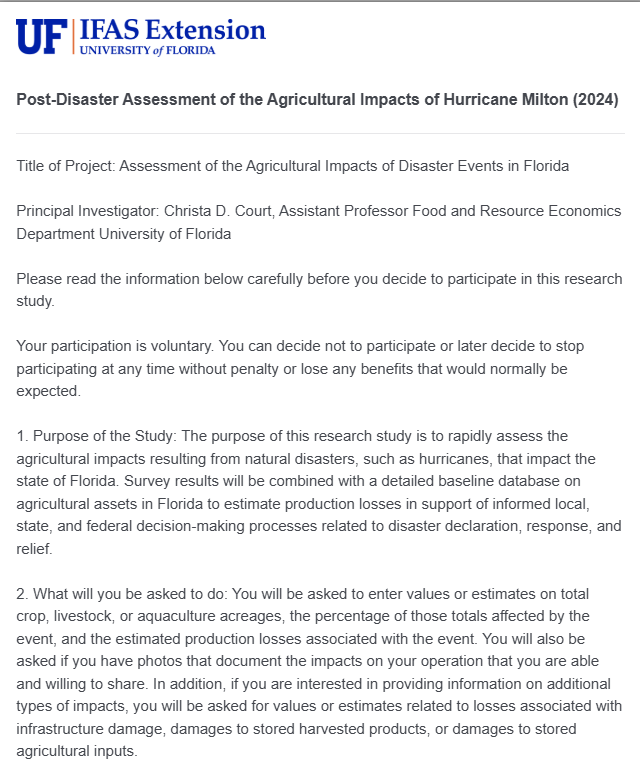 UF IFAS Extension
UNIVERSITY of FLORIDA
Post-Disaster Assessment of the Agricultural Impacts of Hurricane Milton (2024)
Title of Project: Assessment of the Agricultural Impacts of Disaster Events in Florida
Principal Investigator: Christa D. Court, Assistant Professor Food and Resource Economics
Department University of Florida
Please read the information below carefully before you decide to participate in this research
study.
Your participation is voluntary. You can decide not to participate or later decide to stop
participating at any time without penalty or lose any benefits that would normally be
expected.
1. Purpose of the Study: The purpose of this research study is to rapidly assess the
agricultural impacts resulting from natural disasters, such as hurricanes, that impact the
state of Florida. Survey results will be combined with a detailed baseline database on
agricultural assets in Florida to estimate production losses in support of informed local,
state, and federal decision-making processes related to disaster declaration, response, and
relief.
2. What will you be asked to do: You will be asked to enter values or estimates on total
crop, livestock, or aquaculture acreages, the percentage of those totals affected by the
event, and the estimated production losses associated with the event. You will also be
asked if you have photos that document the impacts on your operation that you are able
and willing to share. In addition, if you are interested in providing information on additional
types of impacts, you will be asked for values or estimates related to losses associated with
infrastructure damage, damages to stored harvested products, or damages to stored
agricultural inputs.